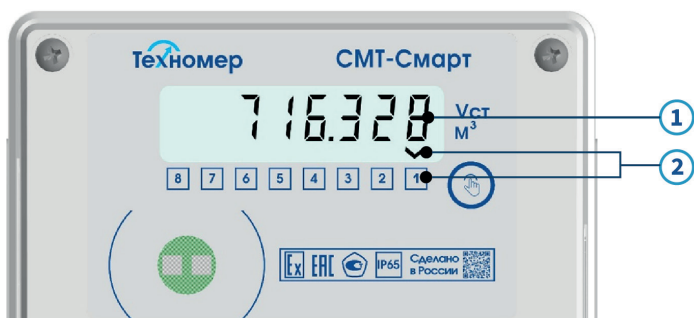 Техномер
СМТ-Смарт
716.328
Vст
м³
1
2
8 7 6 5 4 3 2 1
Ex EAC IP65 Сделано
в России